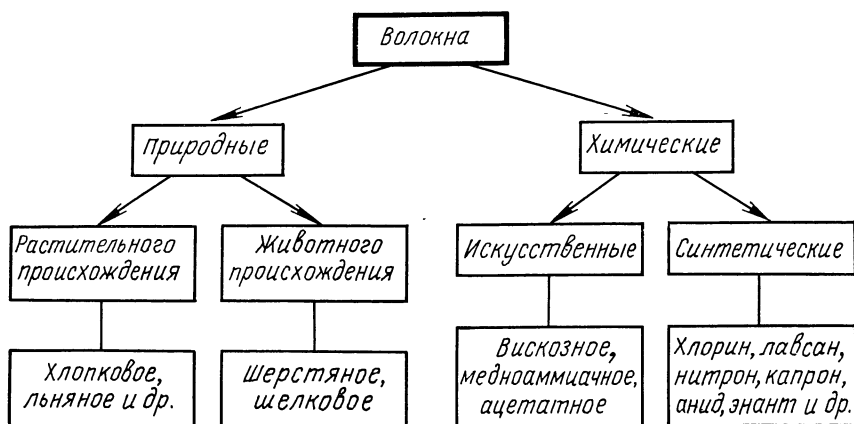 Волокна
Природные
Химические
Растительного
происхождения
Животного
происхождения
Искусственные
Синтетические
Хлопковое,
льняное и др.
Шерстяное,
шелковое
Вискозное,
медноаммиачное,
ацетатное
Хлорин, лавсан,
нитрон, капрон,
анид, энант и др.